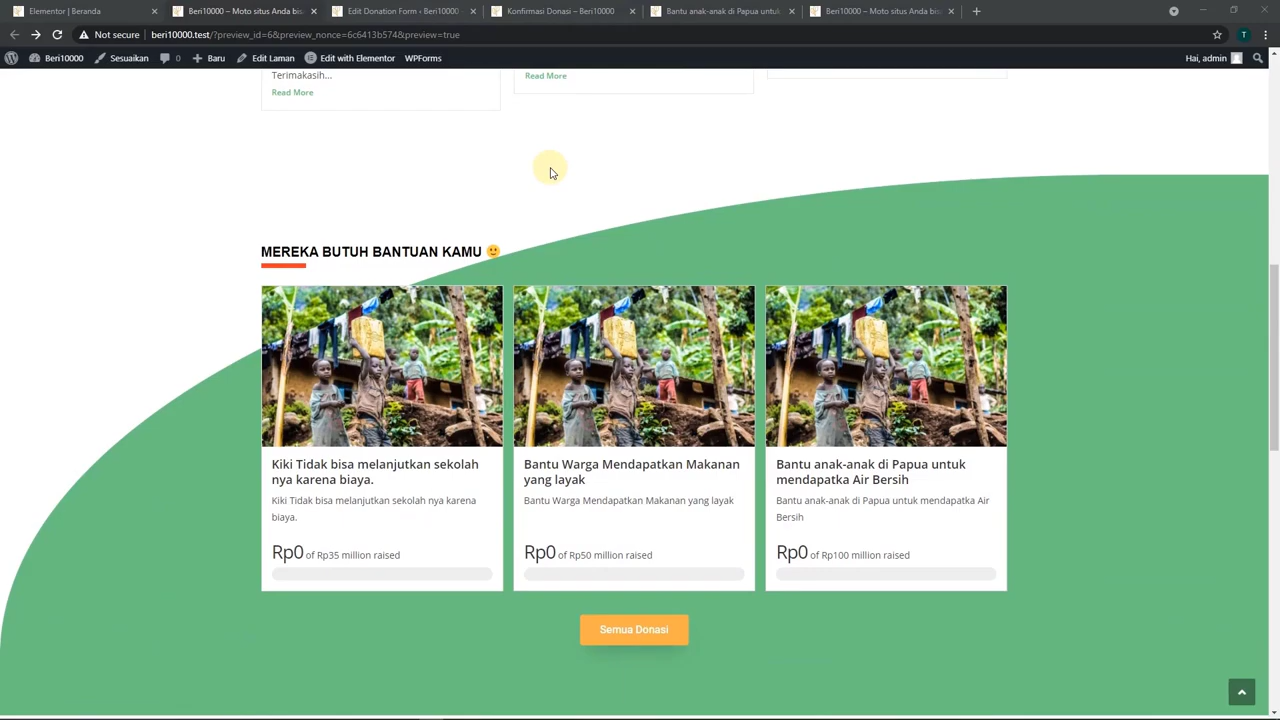 Elementor Beranda
Beri10000 – Moto situs Anda bis
Edit Donation Form ‹ Beri10000
Konfirmasi Donasi – Beri10000
Bantu anak-anak di Papua untuk
Beri10000 – Moto situs Anda bis
Not secure
beri10000.test/?preview_id=6&preview_nonce=6c6413b574&preview=true
T
Beri10000
Sesuaikan
0
Baru
Edit Laman
Edit with Elementor
WPForms
Hai, admin
Terimakasih...
Read More
Read More
MEREKA BUTUH BANTUAN KAMU 🙂
Kiki Tidak bisa melanjutkan sekolah
nya karena biaya.
Kiki Tidak bisa melanjutkan sekolah nya karena
biaya.
Rp0 of Rp35 million raised
Bantu Warga Mendapatkan Makanan
yang layak
Bantu Warga Mendapatkan Makanan yang layak
Rp0 of Rp50 million raised
Bantu anak-anak di Papua untuk
mendapatka Air Bersih
Bantu anak-anak di Papua untuk mendapatka Air
Bersih
Rp0 of Rp100 million raised
Semua Donasi